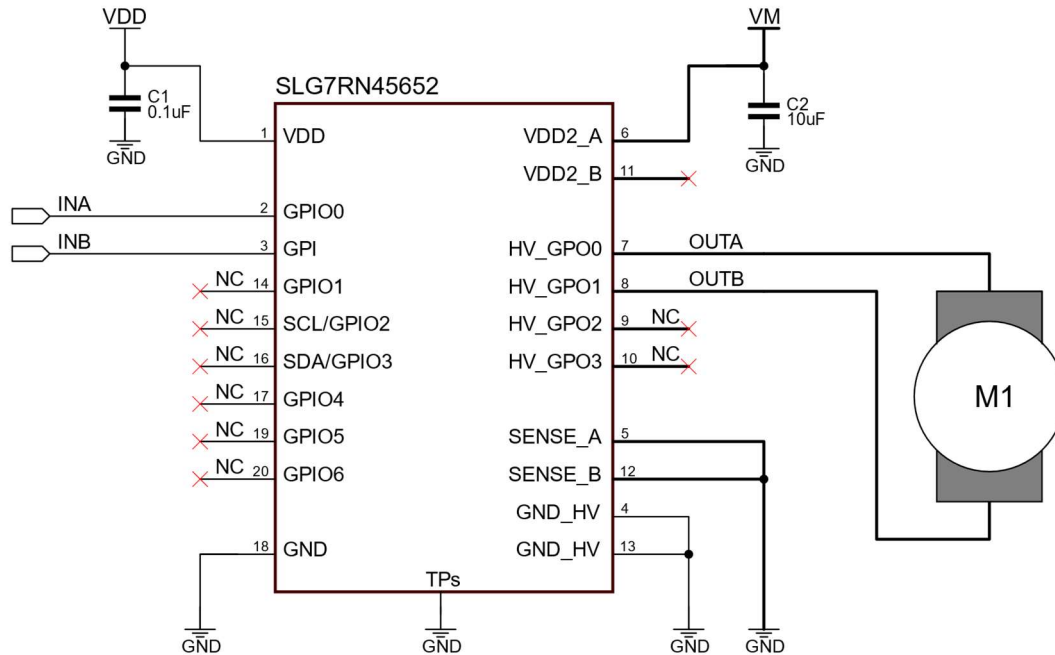 VDD
VM
SLG7RN45652
C1
0.1uF
C2
10uF
GND
GND
1 VDD
VDD2_A 6
VDD2_B 11
INA
2 GPIO0
INB
3 GPI
HV_GPO0 7 OUTA
NC 14 GPIO1
HV_GPO1 8 OUTB
NC 15 SCL/GPIO2
HV_GPO2 9 NC
NC 16 SDA/GPIO3
HV_GPO3 10 NC
NC 17 GPIO4
M1
NC 19 GPIO5
SENSE_A 5
NC 20 GPIO6
SENSE_B 12
GND_HV 4
18 GND
GND_HV 13
TPs
GND
GND
GND
GND